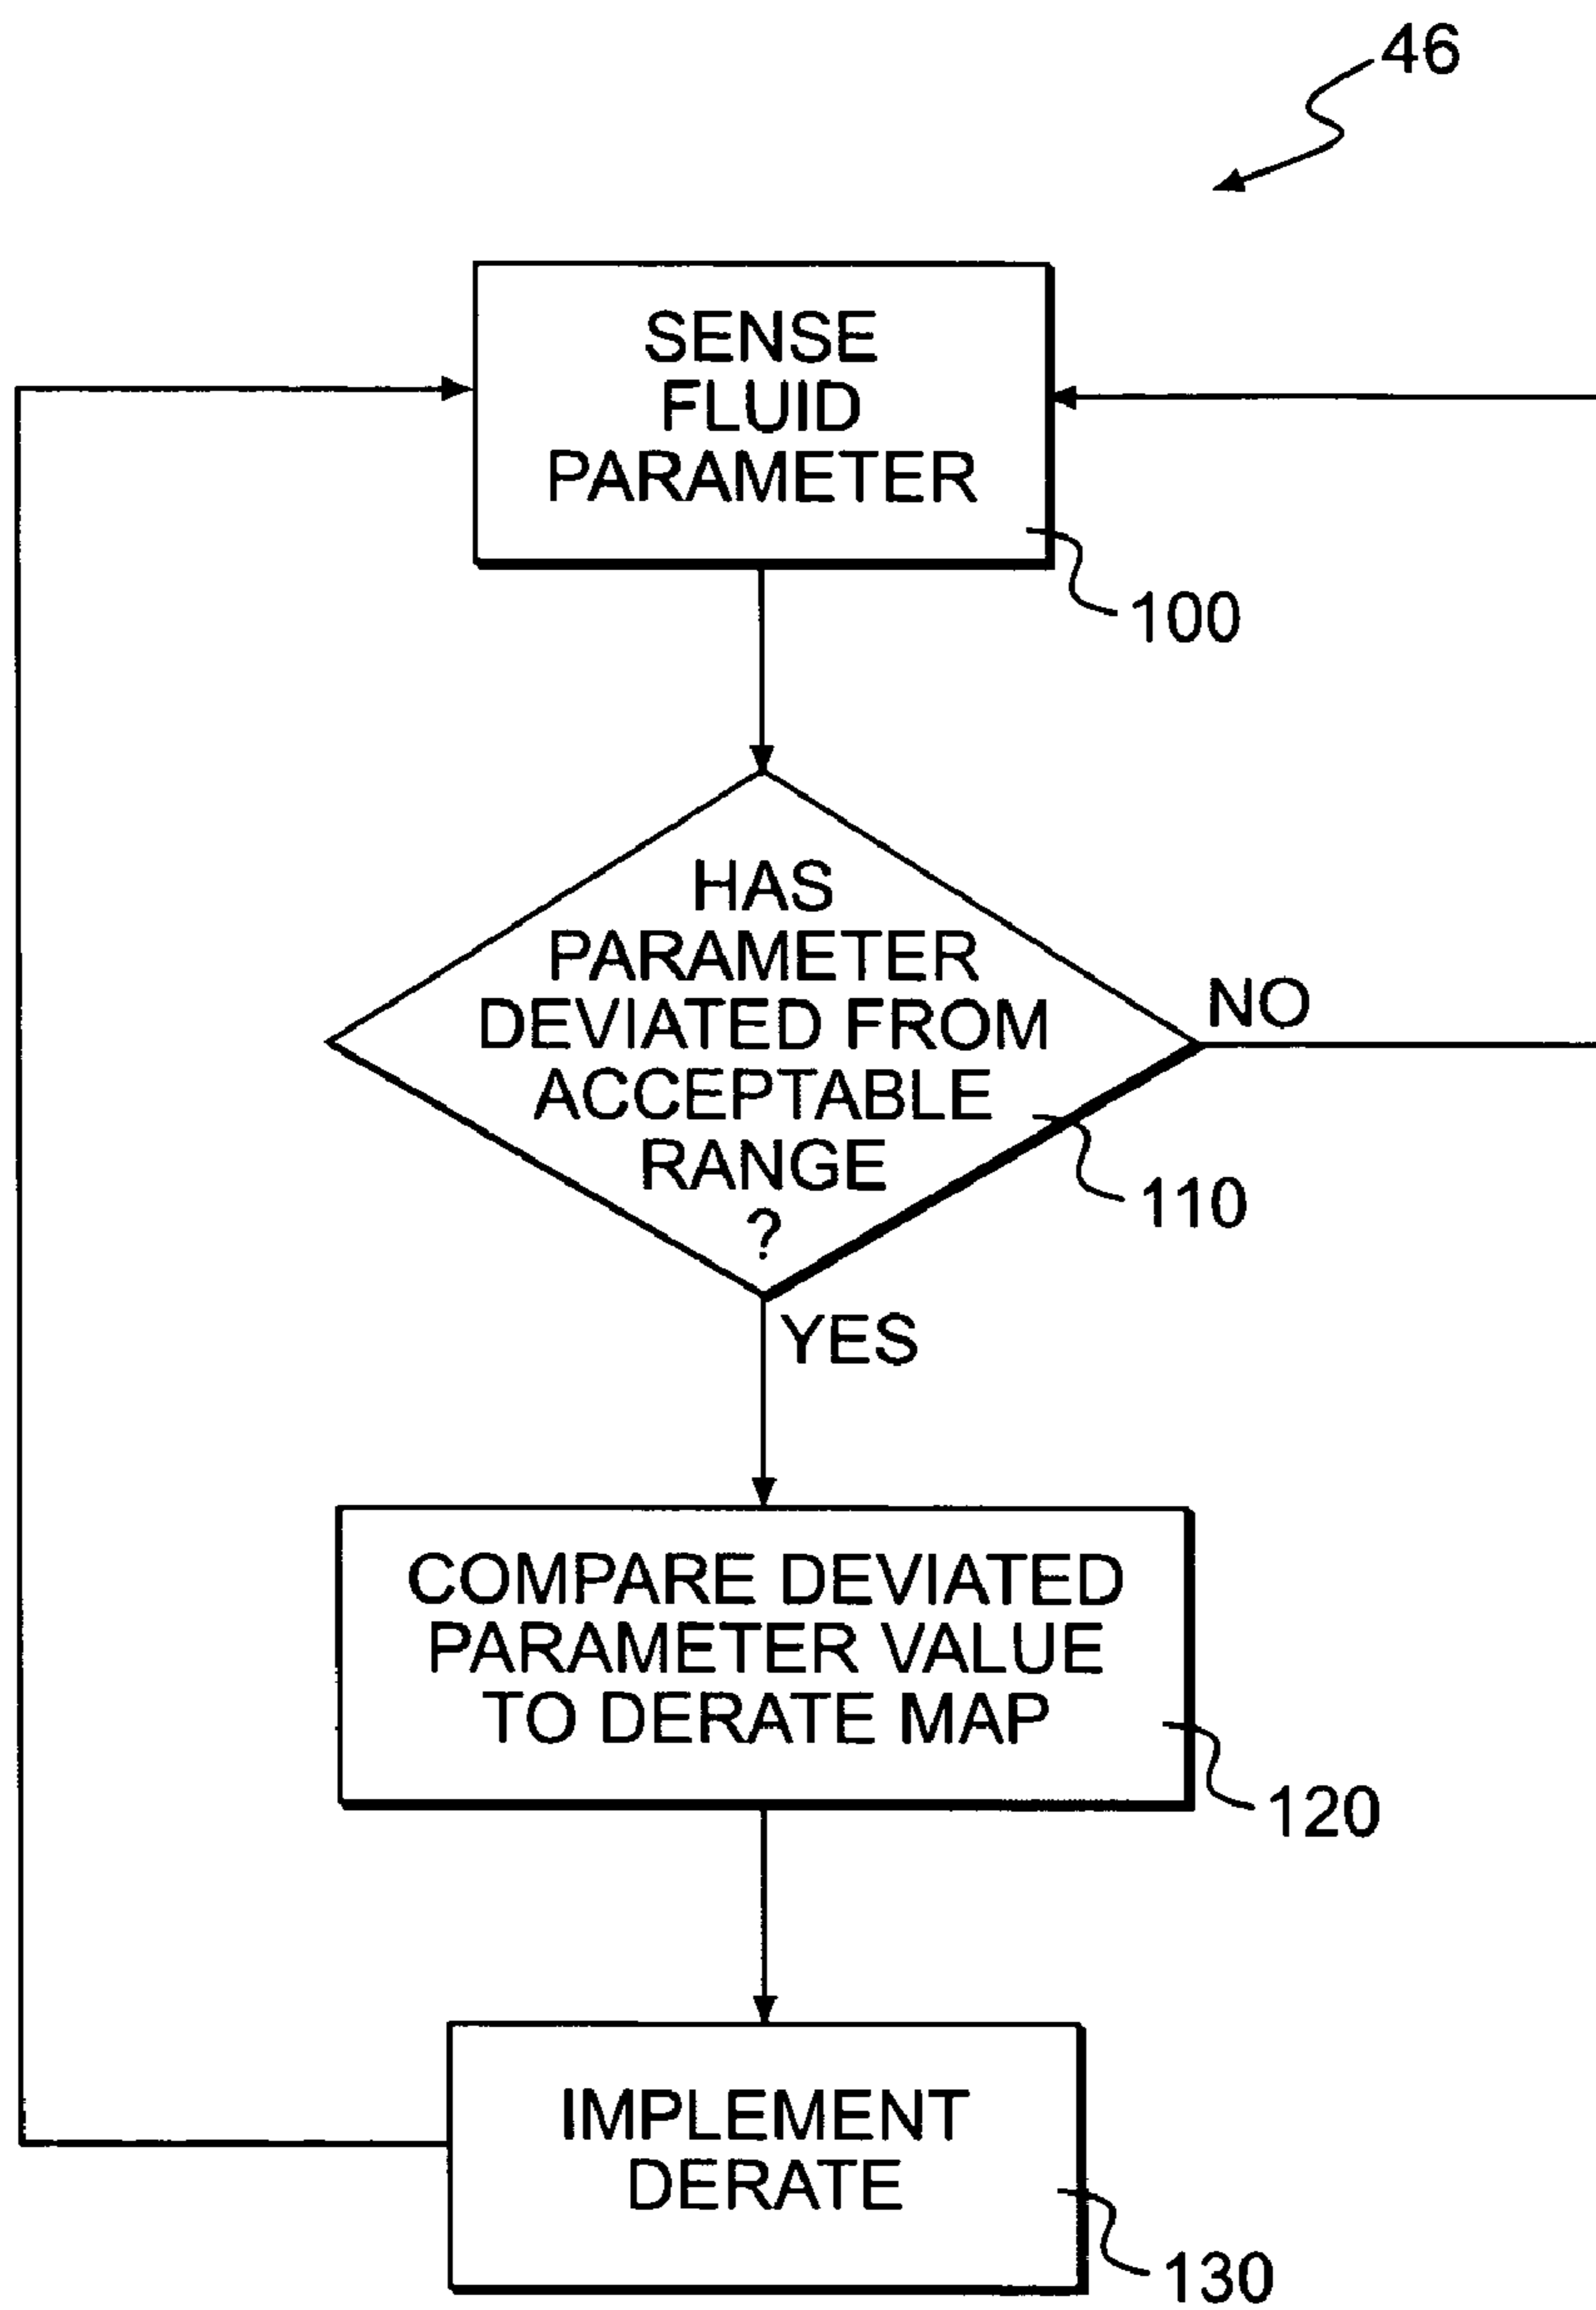 46
SENSE
FLUID
PARAMETER
100
HAS
PARAMETER
DEVIATED FROM
ACCEPTABLE
RANGE
?
NO
110
YES
COMPARE DEVIATED
PARAMETER VALUE
TO DERATE MAP
120
IMPLEMENT
DERATE
130